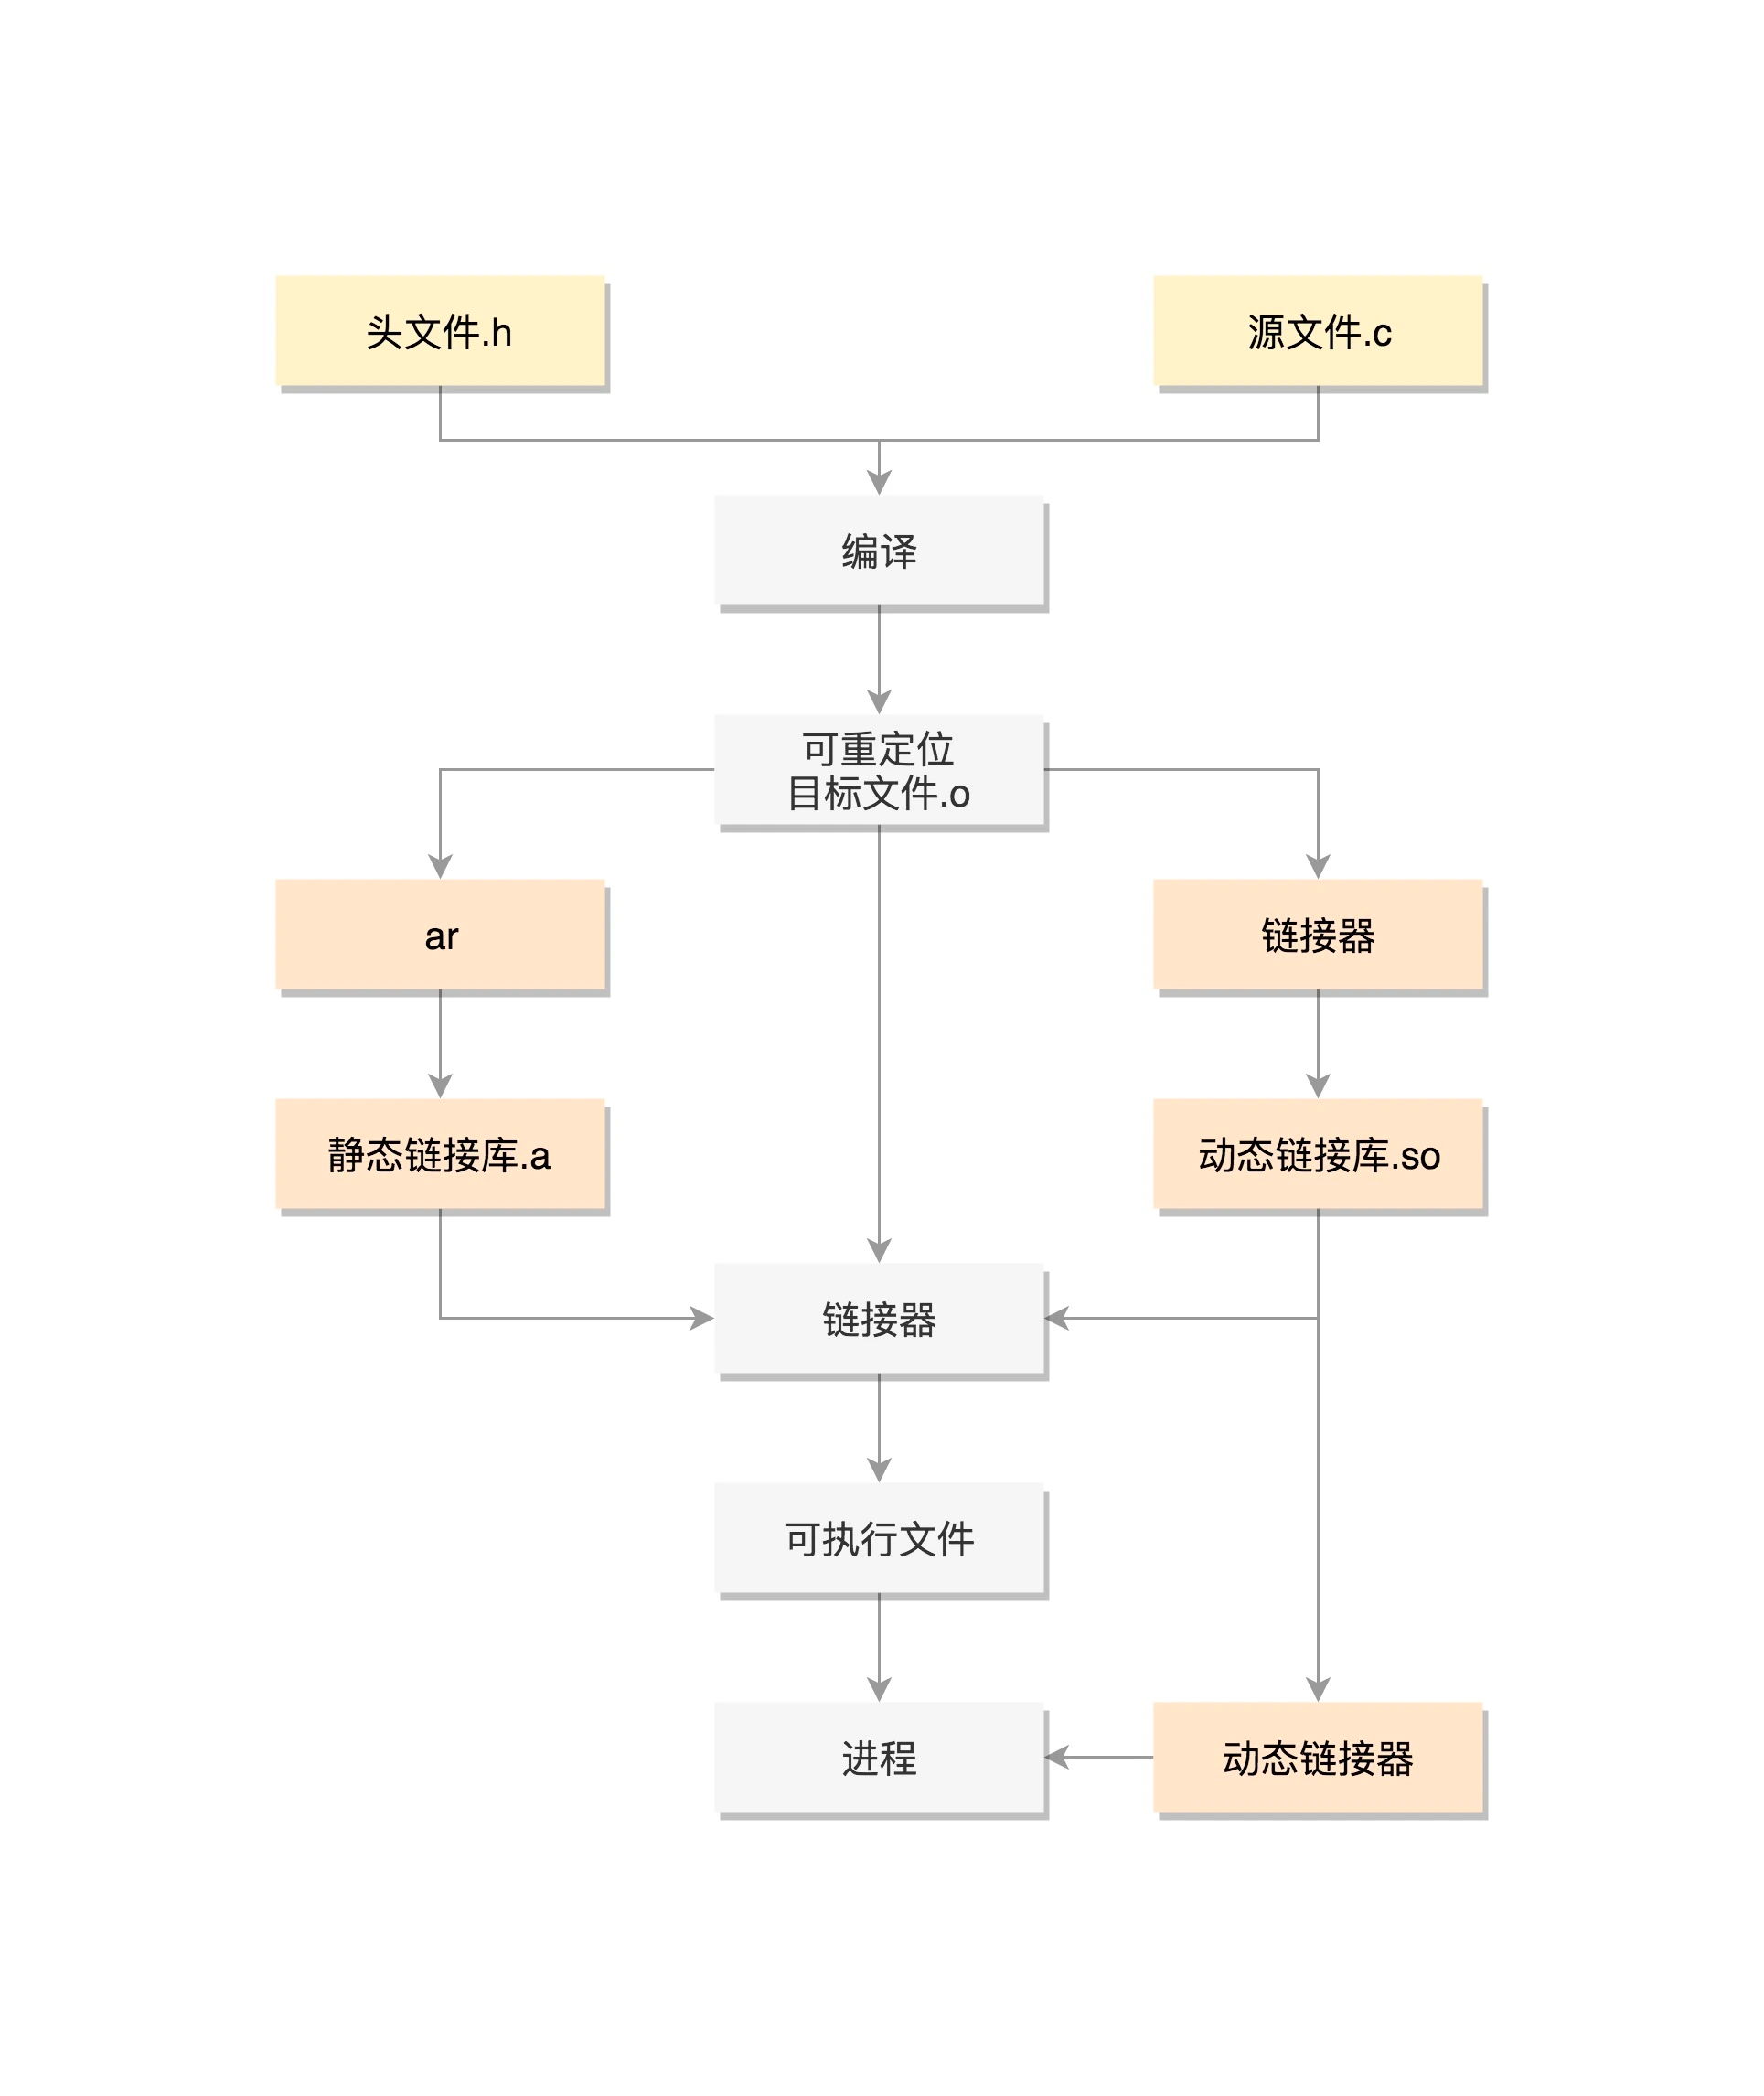 头文件.h
源文件.c
编译
可重定位
目标文件.o
ar
链接器
静态链接库.a
动态链接库.so
链接器
可执行文件
进程
动态链接器